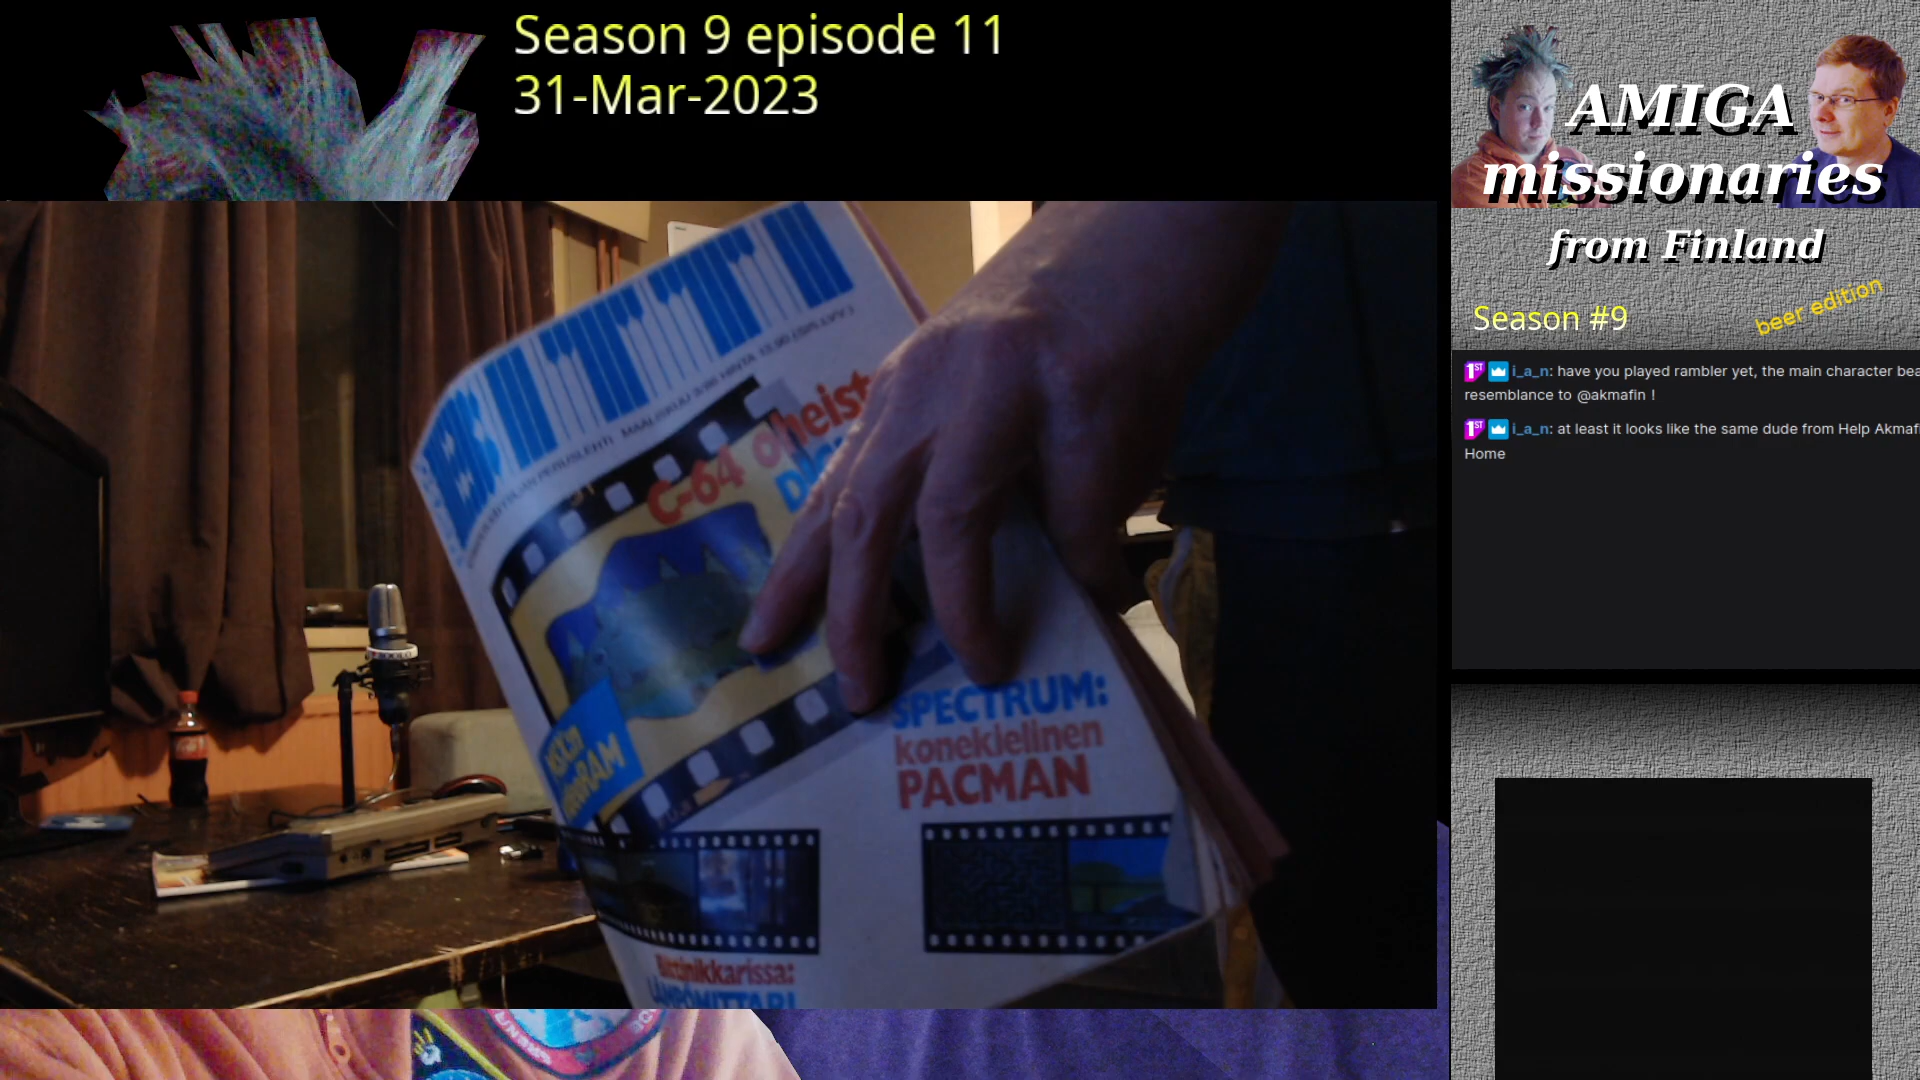 Season 9 episode 11
31-Mar-2023
AMIGA
missionaries
from Finland
Season #9
beer edition
i_a_n: have you played rambler yet, the main character bea
resemblance to @akmafin !
i_a_n: at least it looks like the same dude from Help Akmaf
Home
C-64 oheist
SPECTRUM:
konekielinen
PACMAN
Bittinikkarissa:
LÄMPÖMITTARI